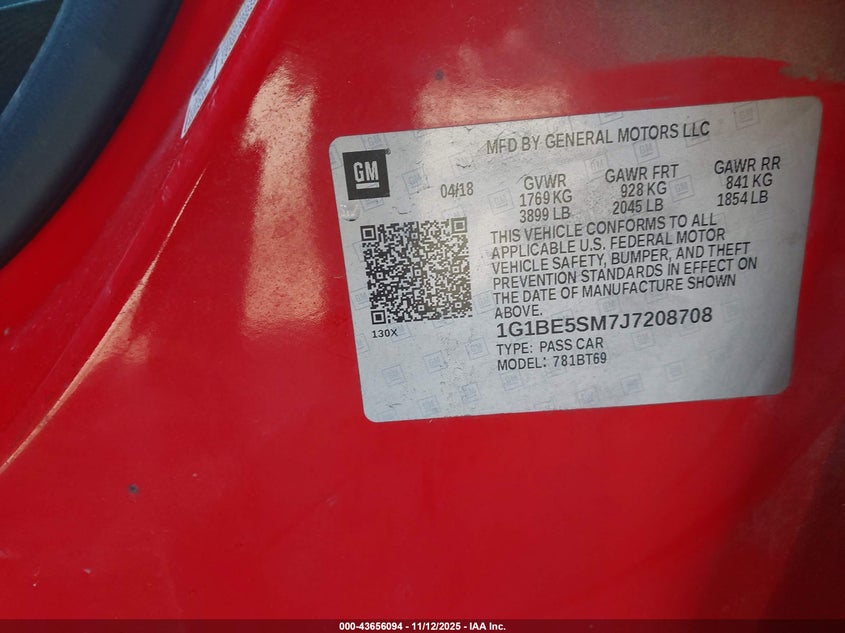 MFD BY GENERAL MOTORS LLC
GM
04/18
GVWR GAWR FRT GAWR RR
1769 KG 928 KG 841 KG
3899 LB 2045 LB 1854 LB
THIS VEHICLE CONFORMS TO ALL
APPLICABLE U.S. FEDERAL MOTOR
VEHICLE SAFETY, BUMPER, AND THEFT
PREVENTION STANDARDS IN EFFECT ON
THE DATE OF MANUFACTURE SHOWN
ABOVE.
130X
1G1BE5SM7J7208708
TYPE: PASS CAR
MODEL: 781BT69
000-43656094 - 11/12/2025 - IAA Inc.